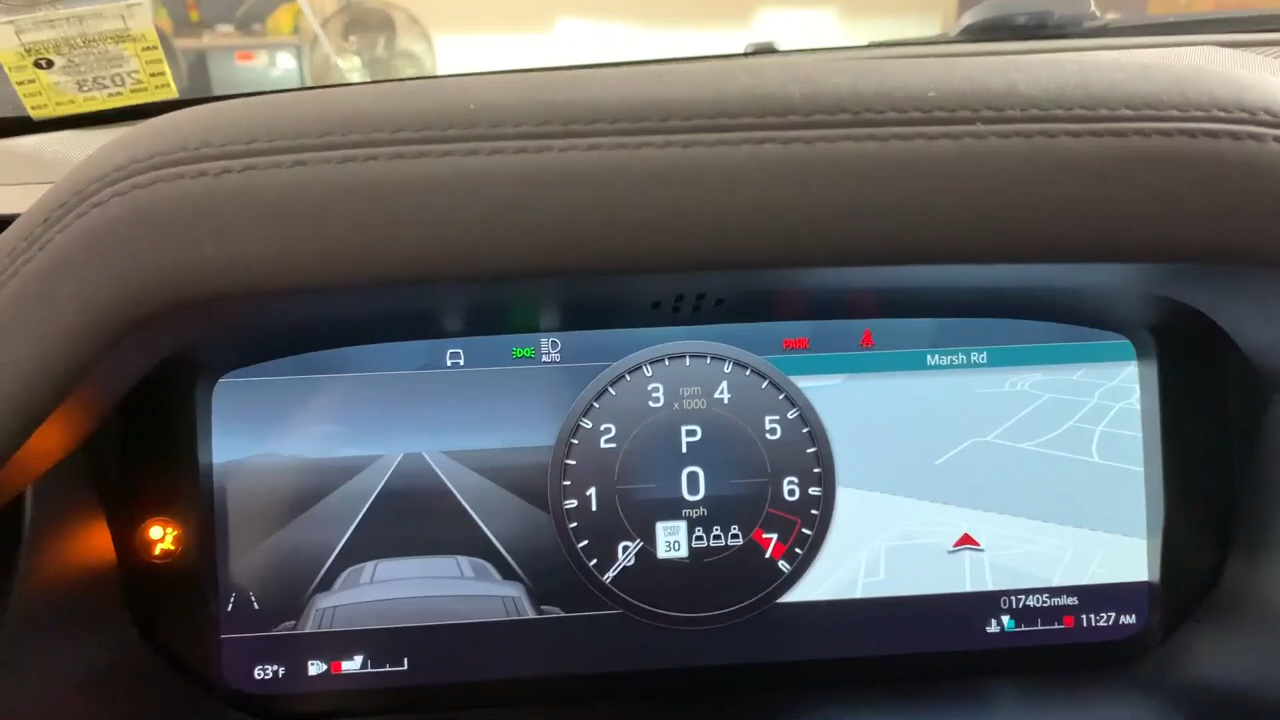 2023
AUTO
PARK
Marsh Rd
3 rpm 4
x 1000
2 P 5
1 0 6
mph
SPEED
LIMIT
30
0 7
017405miles
11:27 AM
63°F